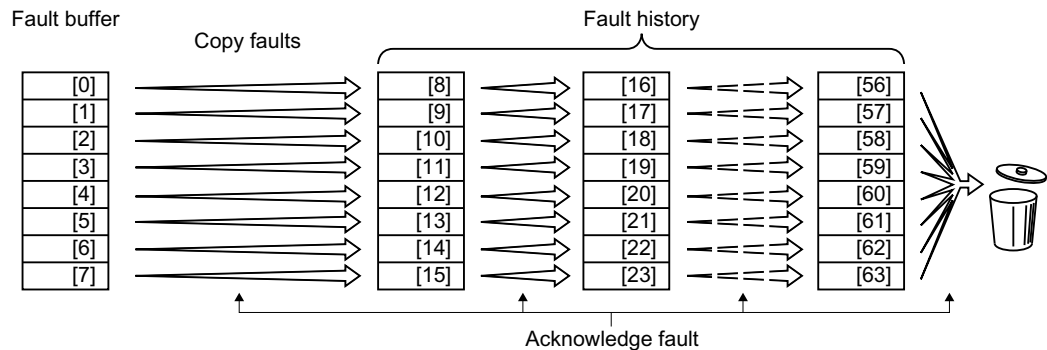 Fault buffer
Fault history
Copy faults
[0] [8] [16] [56]
[1] [9] [17] [57]
[2] [10] [18] [58]
[3] [11] [19] [59]
[4] [12] [20] [60]
[5] [13] [21] [61]
[6] [14] [22] [62]
[7] [15] [23] [63]
Acknowledge fault